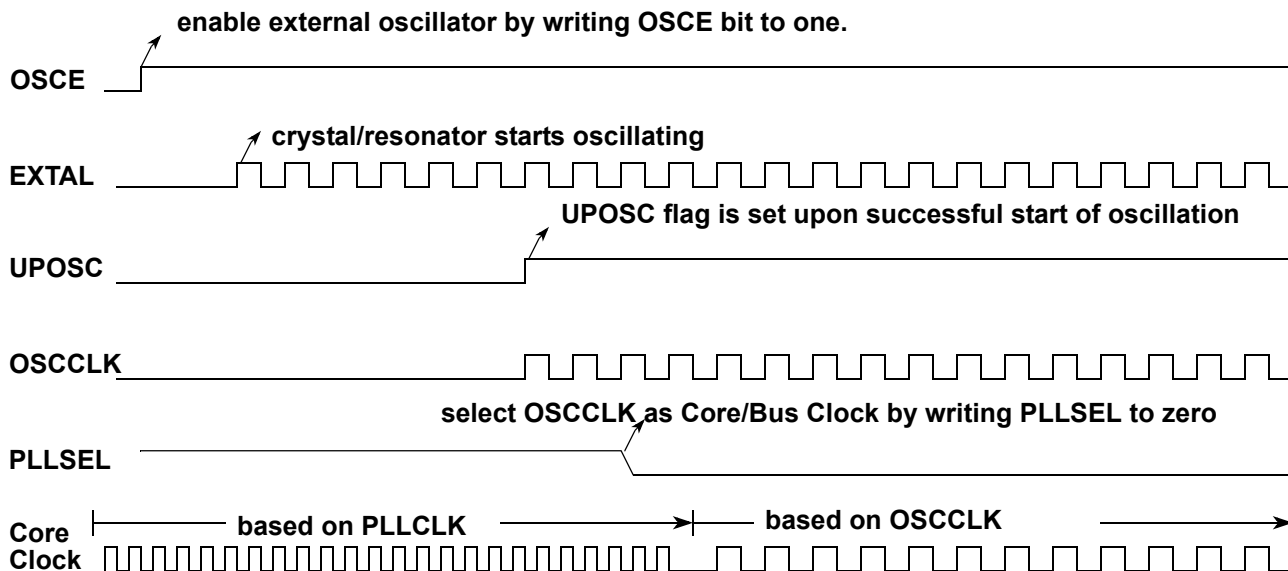 enable external oscillator by writing OSCE bit to one.
OSCE
crystal/resonator starts oscillating
EXTAL
UPOSC flag is set upon successful start of oscillation
UPOSC
OSCCLK
select OSCCLK as Core/Bus Clock by writing PLLSEL to zero
PLLSEL
based on PLLCLK based on OSCCLK
Core
Clock